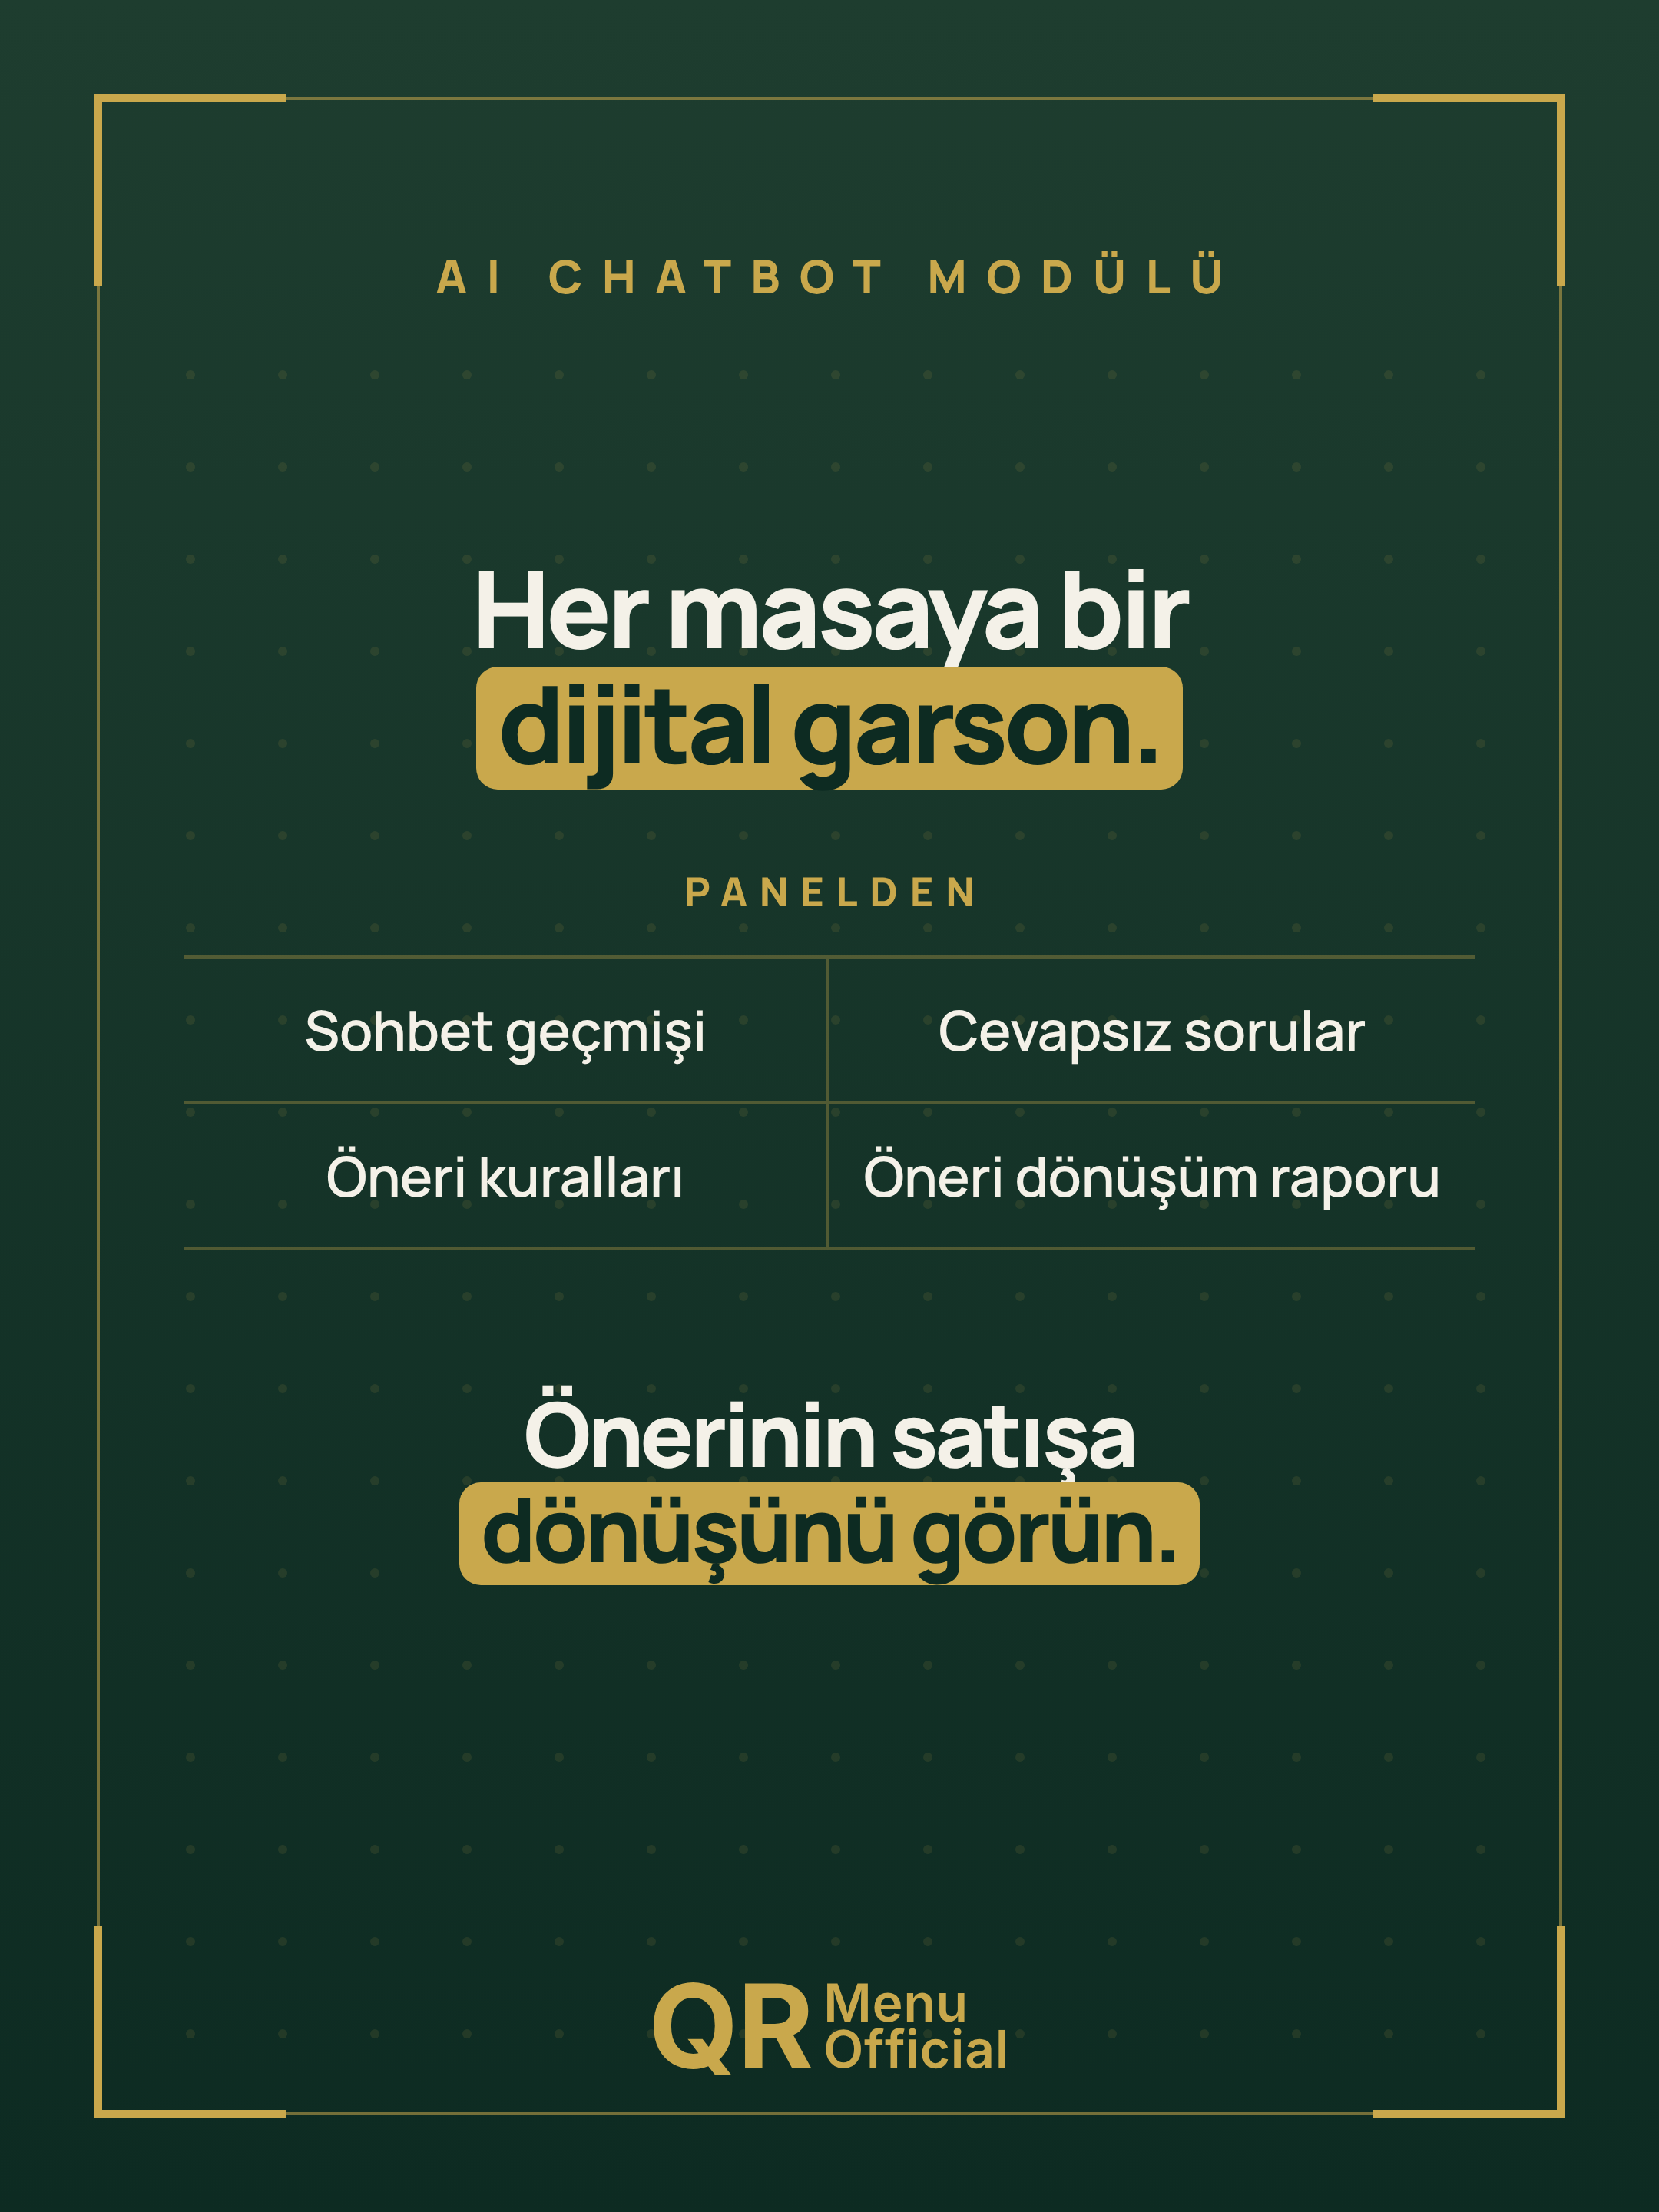 AI CHATBOT MODÜLÜ
Her masaya bir
dijital garson.
PANELDEN
Sohbet geçmişi
Cevapsız sorular
Öneri kuralları
Öneri dönüşüm raporu
Önerinin satışa
dönüşünü görün.
QR Menu
Official